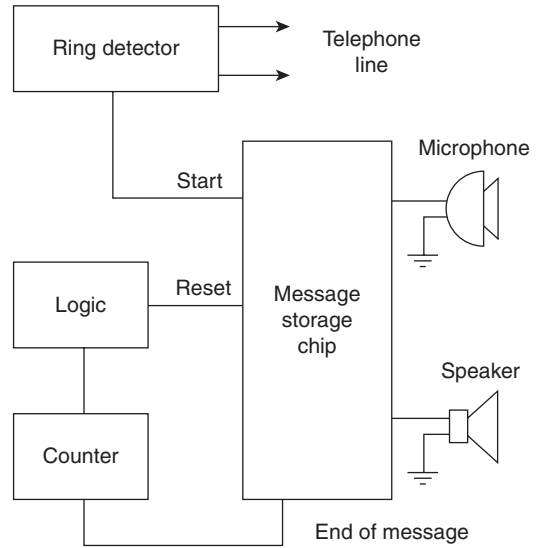 Ring detector
Telephone
line
Microphone
Start
Logic
Reset
Message
storage
chip
Speaker
Counter
End of message